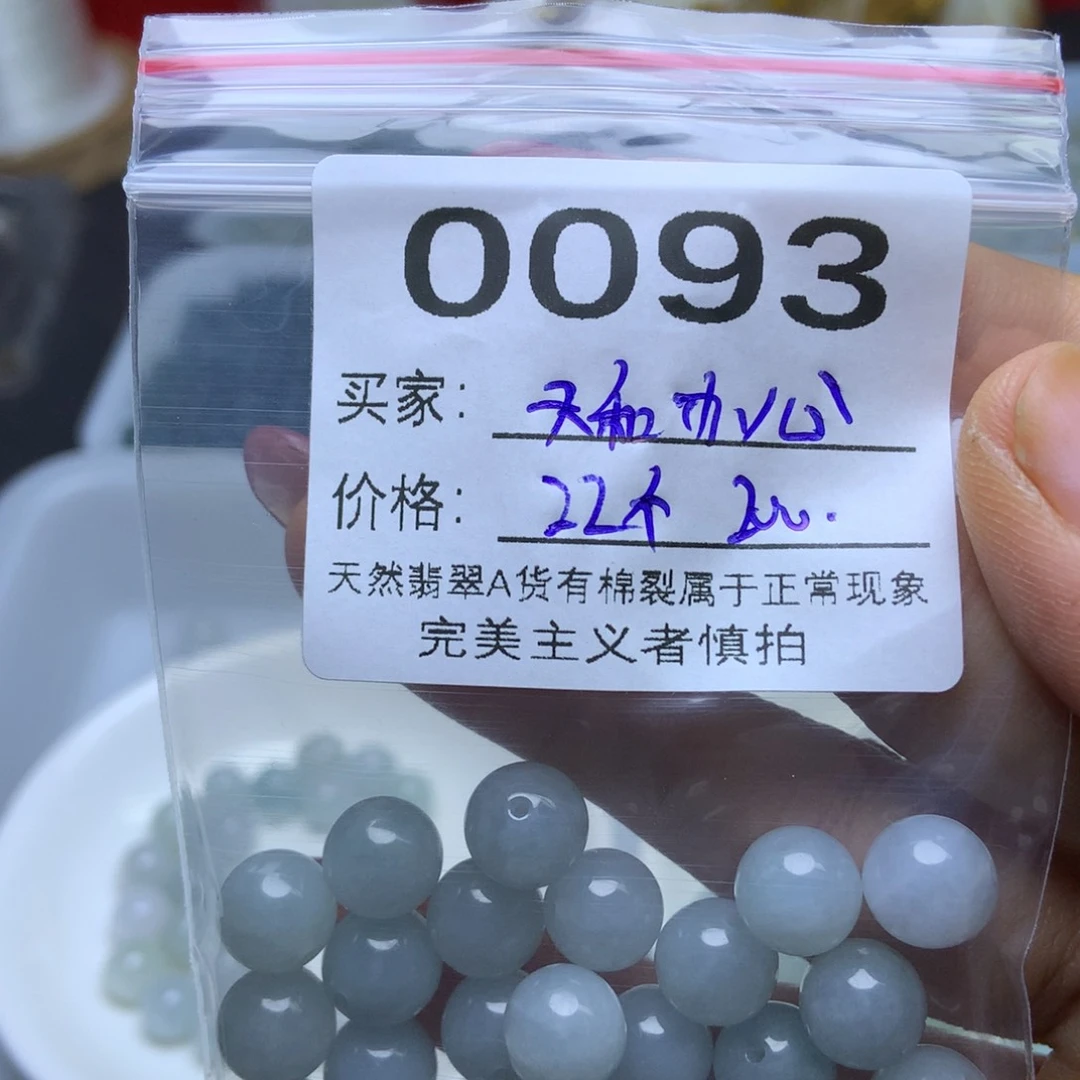 0093
买家：
价格： 22个
天然翡翠A货有棉裂属于正常现象
完美主义者慎拍